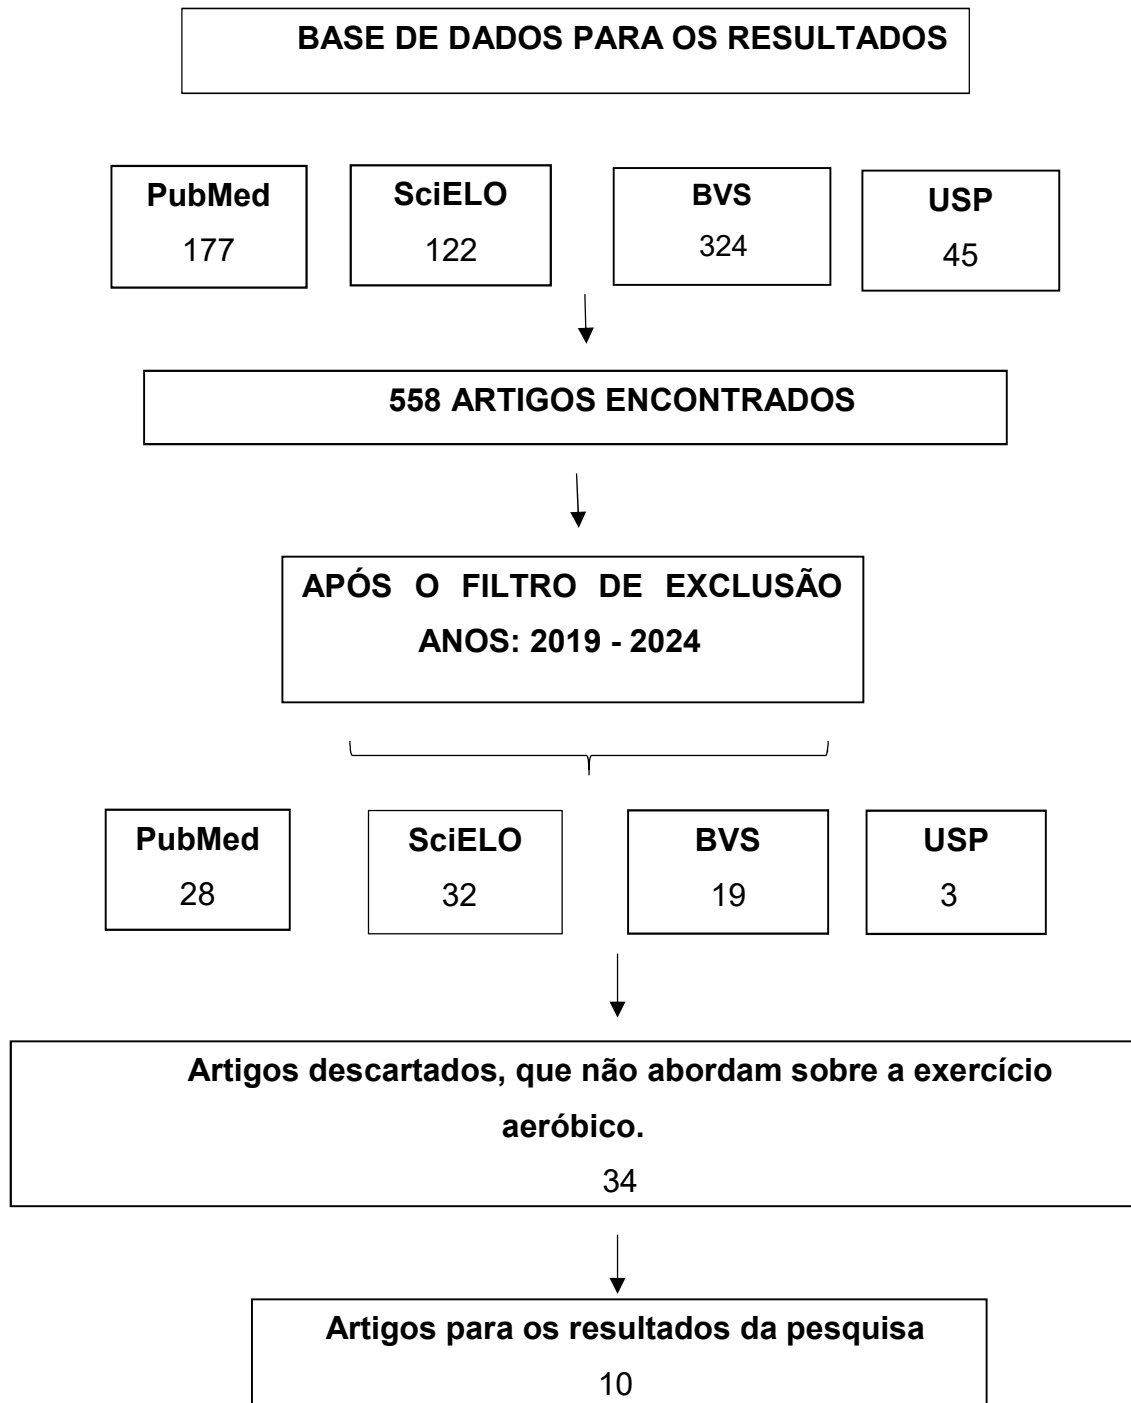 BASE DE DADOS PARA OS RESULTADOS
PubMed
177
SciELO
122
BVS
324
USP
45
558 ARTIGOS ENCONTRADOS
APÓS O FILTRO DE EXCLUSÃO
ANOS: 2019 - 2024
PubMed
28
SciELO
32
BVS
19
USP
3
Artigos descartados, que não abordam sobre a exercício
aeróbico.
34
Artigos para os resultados da pesquisa
10